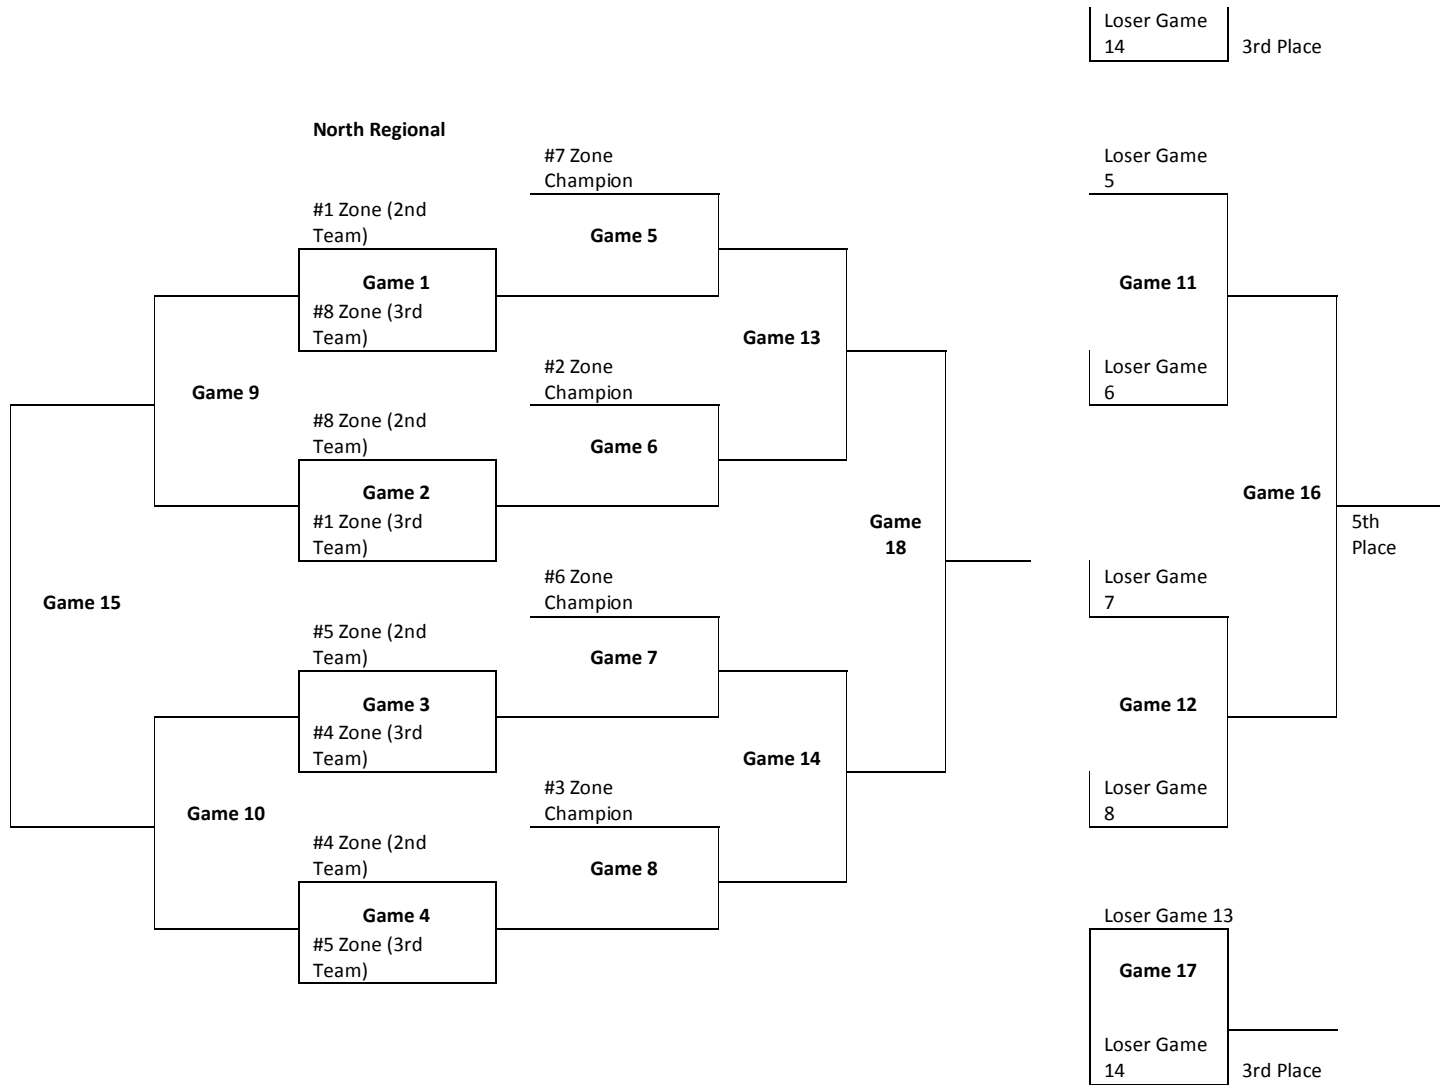 Loser Game
14
3rd Place
North Regional
#7 Zone
Champion
Loser Game
5
#1 Zone (2nd
Team)
Game 5
Game 1
Game 11
#8 Zone (3rd
Team)
Game 13
#2 Zone
Champion
Loser Game
6
Game 9
#8 Zone (2nd
Team)
Game 6
Game 2
Game 16
#1 Zone (3rd
Team)
Game
18
5th
Place
#6 Zone
Champion
Loser Game
7
Game 15
#5 Zone (2nd
Team)
Game 7
Game 3
Game 12
#4 Zone (3rd
Team)
Game 14
#3 Zone
Champion
Loser Game
8
Game 10
#4 Zone (2nd
Team)
Game 8
Game 4
Loser Game 13
#5 Zone (3rd
Team)
Game 17
Loser Game
14
3rd Place